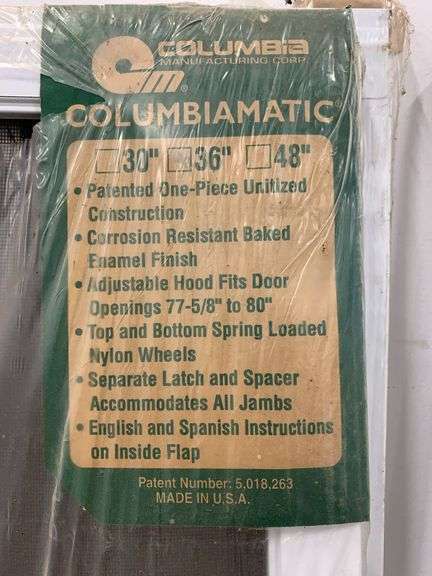 COLUMBIA
MANUFACTURING CORP.
cm®
COLUMBIAMATIC®
30" 36" 48"
• Patented One-Piece Unitized
Construction
• Corrosion Resistant Baked
Enamel Finish
• Adjustable Hood Fits Door
Openings 77-5/8" to 80"
• Top and Bottom Spring Loaded
Nylon Wheels
• Separate Latch and Spacer
Accommodates All Jambs
• English and Spanish Instructions
on Inside Flap
Patent Number: 5,018,263
MADE IN U.S.A.